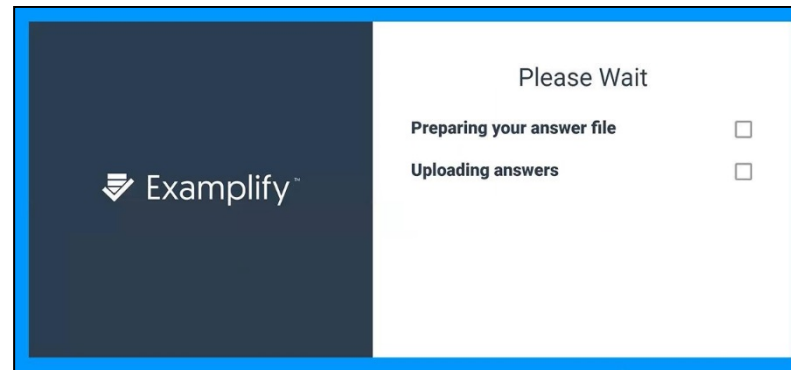 Please Wait
Preparing your answer file
Uploading answers
Examplify™